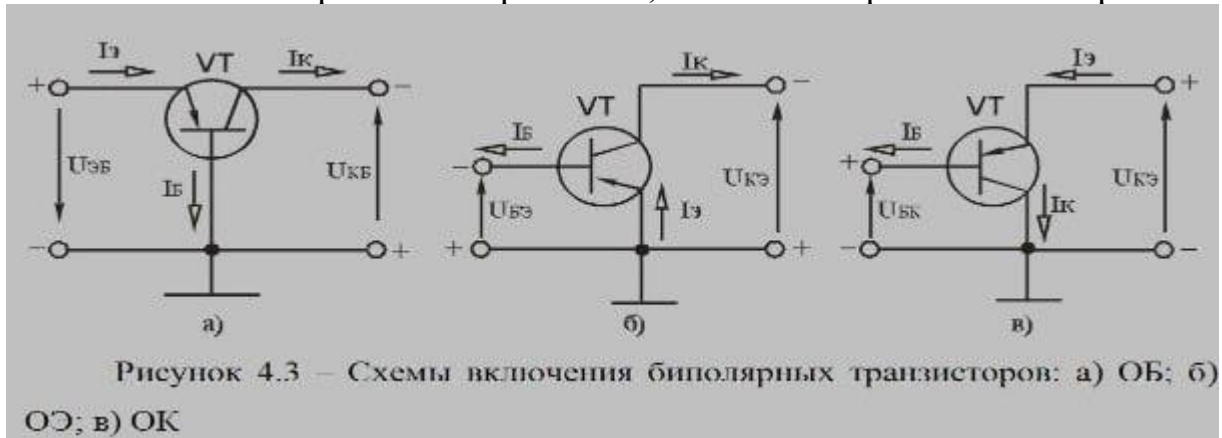 Iэ VT Iк
+ -
UЭБ IБ UКБ
- +
а)
Iк
-
VT
IБ
-
UБЭ Iэ UКЭ
+ +
б)
Iэ
+
VT
IБ
+
UБК Iк UКЭ
- -
в)
Рисунок 4.3 – Схемы включения биполярных транзисторов: а) ОБ; б)
ОЭ; в) ОК